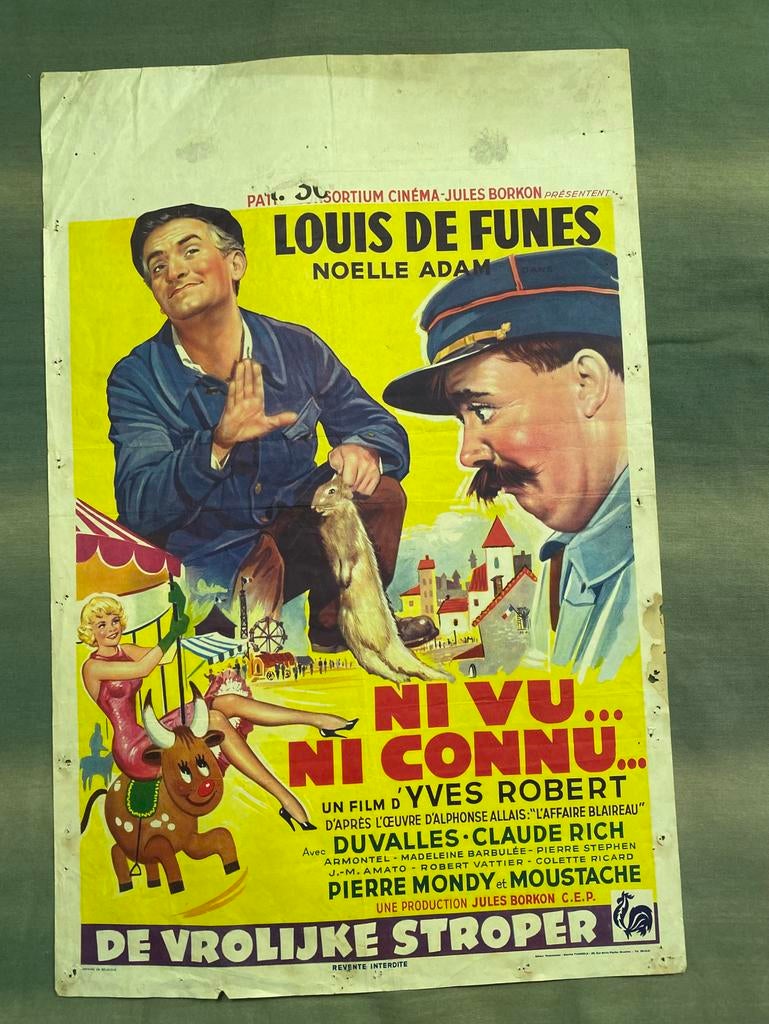 SORTIUM CINÉMA-JULES BORKON PRÉSENTENT
LOUIS DE FUNES
NOELLE ADAM DANS
NI VU...
NI CONNU...
UN FILM D'YVES ROBERT
D'APRÈS L'ŒUVRE D'ALPHONSE ALLAIS: "L'AFFAIRE BLAIREAU"
Avec DUVALLES·CLAUDE RICH
ARMONTEL - MADELEINE BARBULÉE - PIERRE STEPHEN
J.-M. AMATO - ROBERT VATTIER - COLETTE RICARD
PIERRE MONDY et MOUSTACHE
UNE PRODUCTION JULES BORKON C.E.P.
DE VROLIJKE STROPER
REVENTE INTERDITE